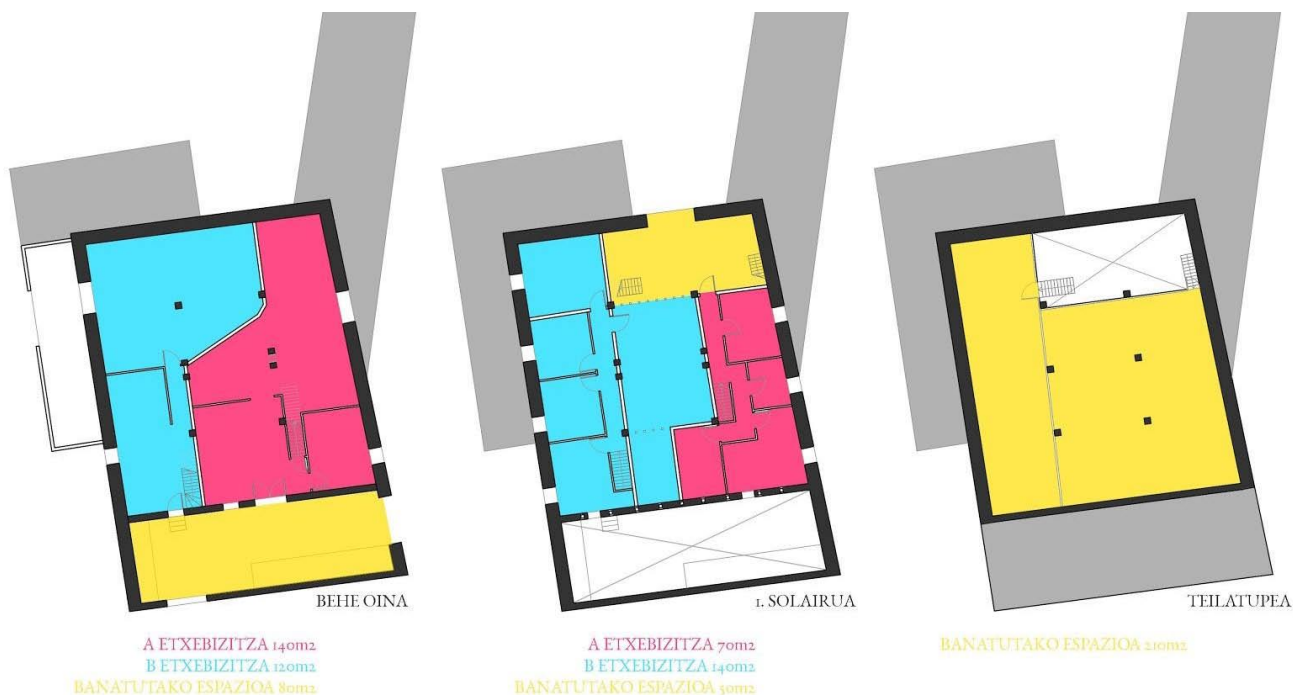 BEHE OINA
A ETXEBIZITZA 140m2
B ETXEBIZITZA 120m2
BANATUTAKO ESPAZIOA 80m2
1. SOLAIRUA
A ETXEBIZITZA 70m2
B ETXEBIZITZA 140m2
BANATUTAKO ESPAZIOA 50m2
TEILATUPEA
BANATUTAKO ESPAZIOA 210m2